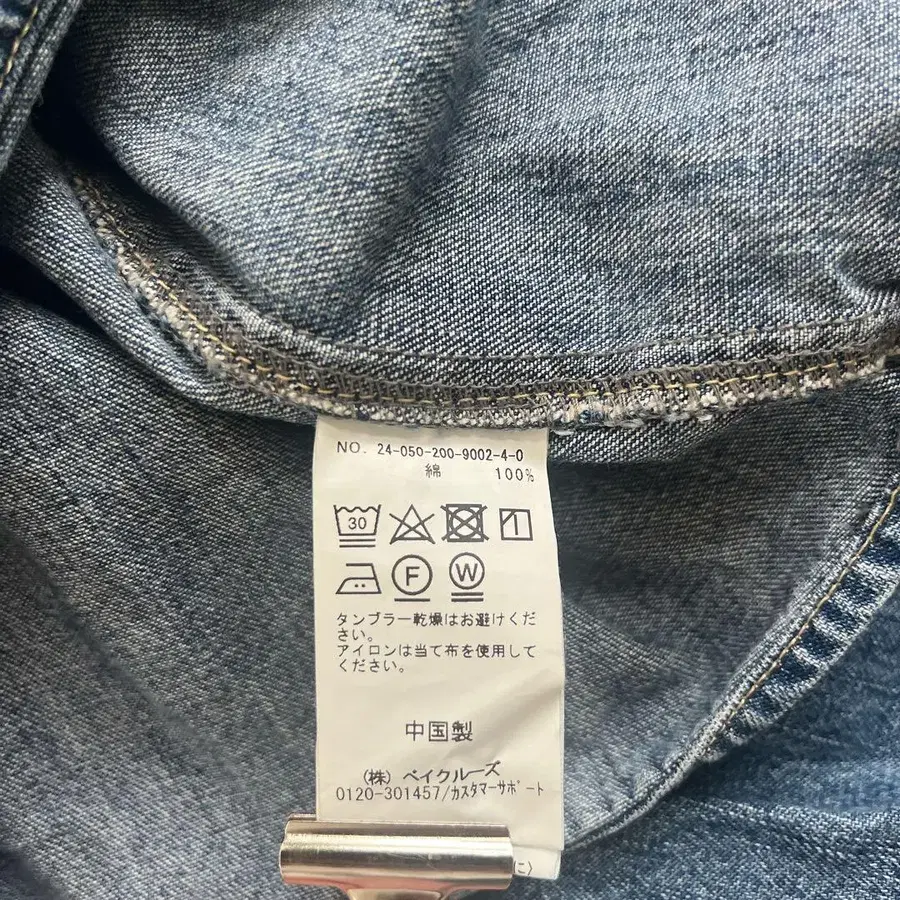 NO. 24-050-200-9002-4-0
綿 100%
30
F W
タンブラー乾燥はお避けくだ
さい。
アイロンは当て布を使用して
ください。
中国製
(株) ベイクルーズ
0120-301457/カスタマーサポート